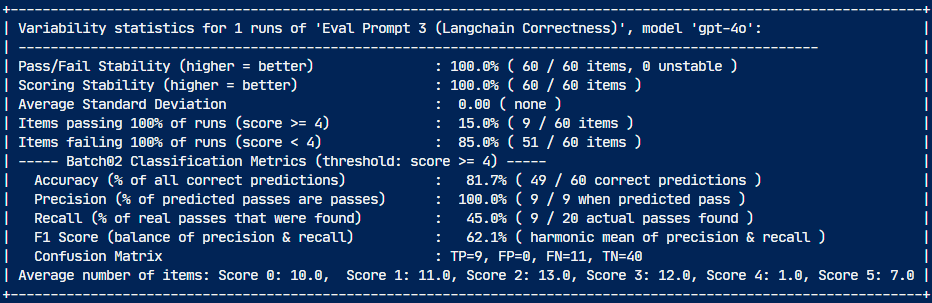 Variability statistics for 1 runs of 'Eval Prompt 3 (Langchain Correctness)', model 'gpt-4o':
Pass/Fail Stability (higher = better) : 100.0% ( 60 / 60 items, 0 unstable )
Scoring Stability (higher = better) : 100.0% ( 60 / 60 items )
Average Standard Deviation : 0.00 ( none )
Items passing 100% of runs (score >= 4) : 15.0% ( 9 / 60 items )
Items failing 100% of runs (score < 4) : 85.0% ( 51 / 60 items )
----- Batch02 Classification Metrics (threshold: score >= 4) -----
Accuracy (% of all correct predictions) : 81.7% ( 49 / 60 correct predictions )
Precision (% of predicted passes are passes) : 100.0% ( 9 / 9 when predicted pass )
Recall (% of real passes that were found) : 45.0% ( 9 / 20 actual passes found )
F1 Score (balance of precision & recall) : 62.1% ( harmonic mean of precision & recall )
Confusion Matrix : TP=9, FP=0, FN=11, TN=40
Average number of items: Score 0: 10.0, Score 1: 11.0, Score 2: 13.0, Score 3: 12.0, Score 4: 1.0, Score 5: 7.0